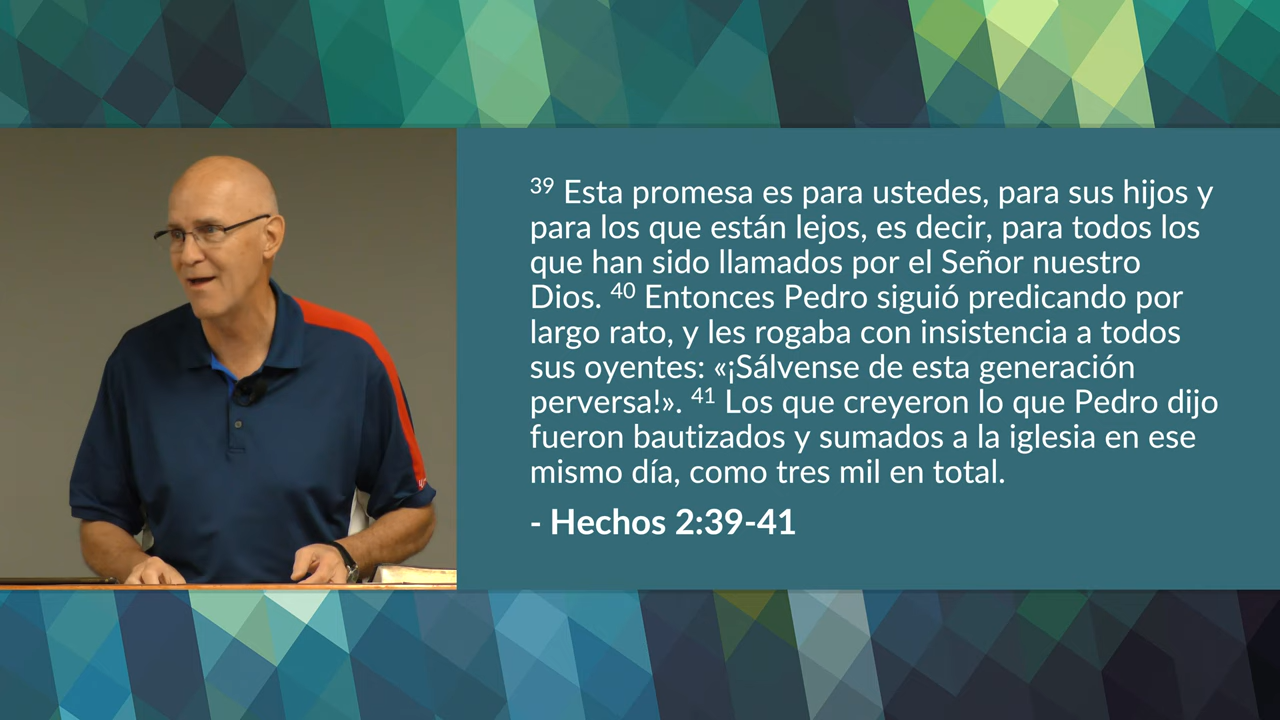 ³⁹ Esta promesa es para ustedes, para sus hijos y
para los que están lejos, es decir, para todos los
que han sido llamados por el Señor nuestro
Dios. ⁴⁰ Entonces Pedro siguió predicando por
largo rato, y les rogaba con insistencia a todos
sus oyentes: «¡Sálvense de esta generación
perversa!». ⁴¹ Los que creyeron lo que Pedro dijo
fueron bautizados y sumados a la iglesia en ese
mismo día, como tres mil en total.
- Hechos 2:39-41